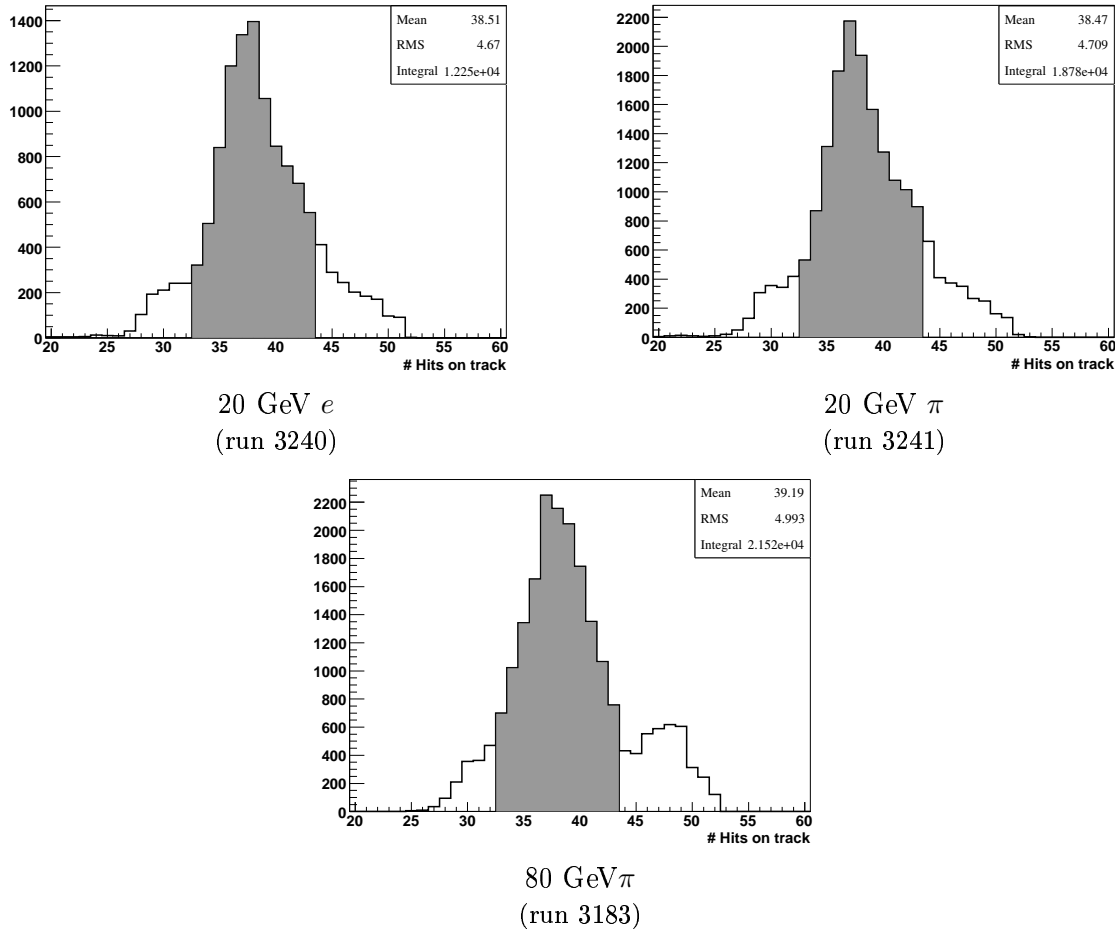 Mean 38.51
RMS 4.67
Integral 1.225e+04
1400
1200
1000
800
600
400
200
0
20 25 30 35 40 45 50 55 60
# Hits on track
20 GeV e
(run 3240)
Mean 38.47
RMS 4.709
Integral 1.878e+04
2200
2000
1800
1600
1400
1200
1000
800
600
400
200
0
20 25 30 35 40 45 50 55 60
# Hits on track
20 GeV π
(run 3241)
Mean 39.19
RMS 4.993
Integral 2.152e+04
2200
2000
1800
1600
1400
1200
1000
800
600
400
200
0
20 25 30 35 40 45 50 55 60
# Hits on track
80 GeVπ
(run 3183)